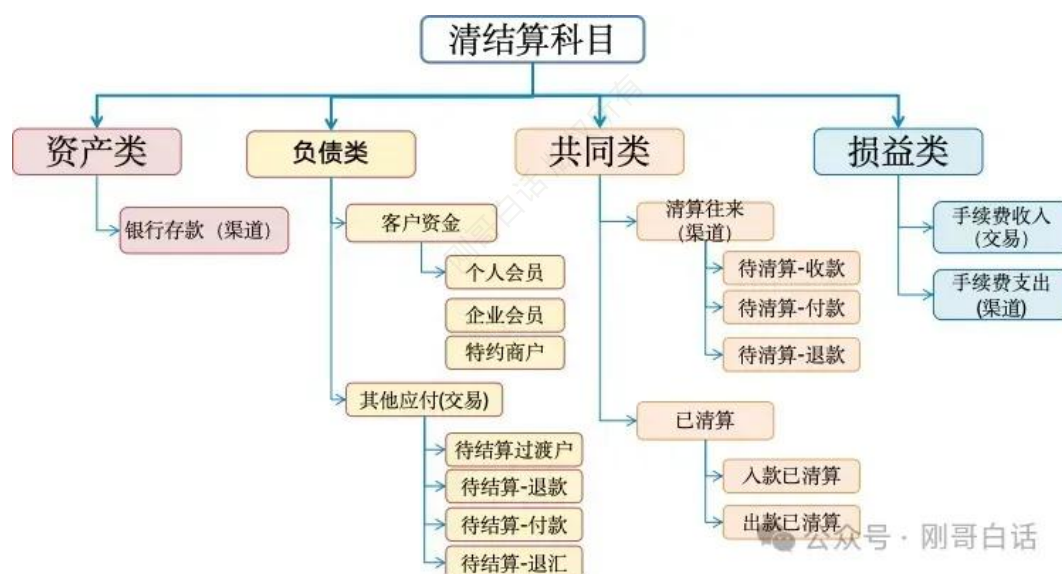 清结算科目
资产类
负债类
共同类
损益类
银行存款（渠道）
客户资金
个人会员
企业会员
特约商户
其他应付(交易)
待结算过渡户
待结算-退款
待结算-付款
待结算-退汇
清算往来
（渠道）
待清算-收款
待清算-付款
待清算-退款
已清算
入款已清算
出款已清算
手续费收入
（交易）
手续费支出
(渠道)
公众号 · 刚哥白话